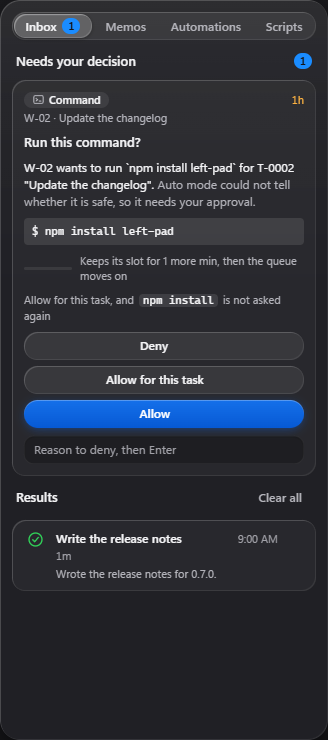 Inbox 1 Memos Automations Scripts
Needs your decision 1
Command 1h
W-02 · Update the changelog
Run this command?
W-02 wants to run `npm install left-pad` for T-0002
"Update the changelog". Auto mode could not tell
whether it is safe, so it needs your approval.
$ npm install left-pad
Keeps its slot for 1 more min, then the queue
moves on
Allow for this task, and npm install is not asked
again
Deny
Allow for this task
Allow
Reason to deny, then Enter
Results Clear all
Write the release notes 9:00 AM
1m
Wrote the release notes for 0.7.0.